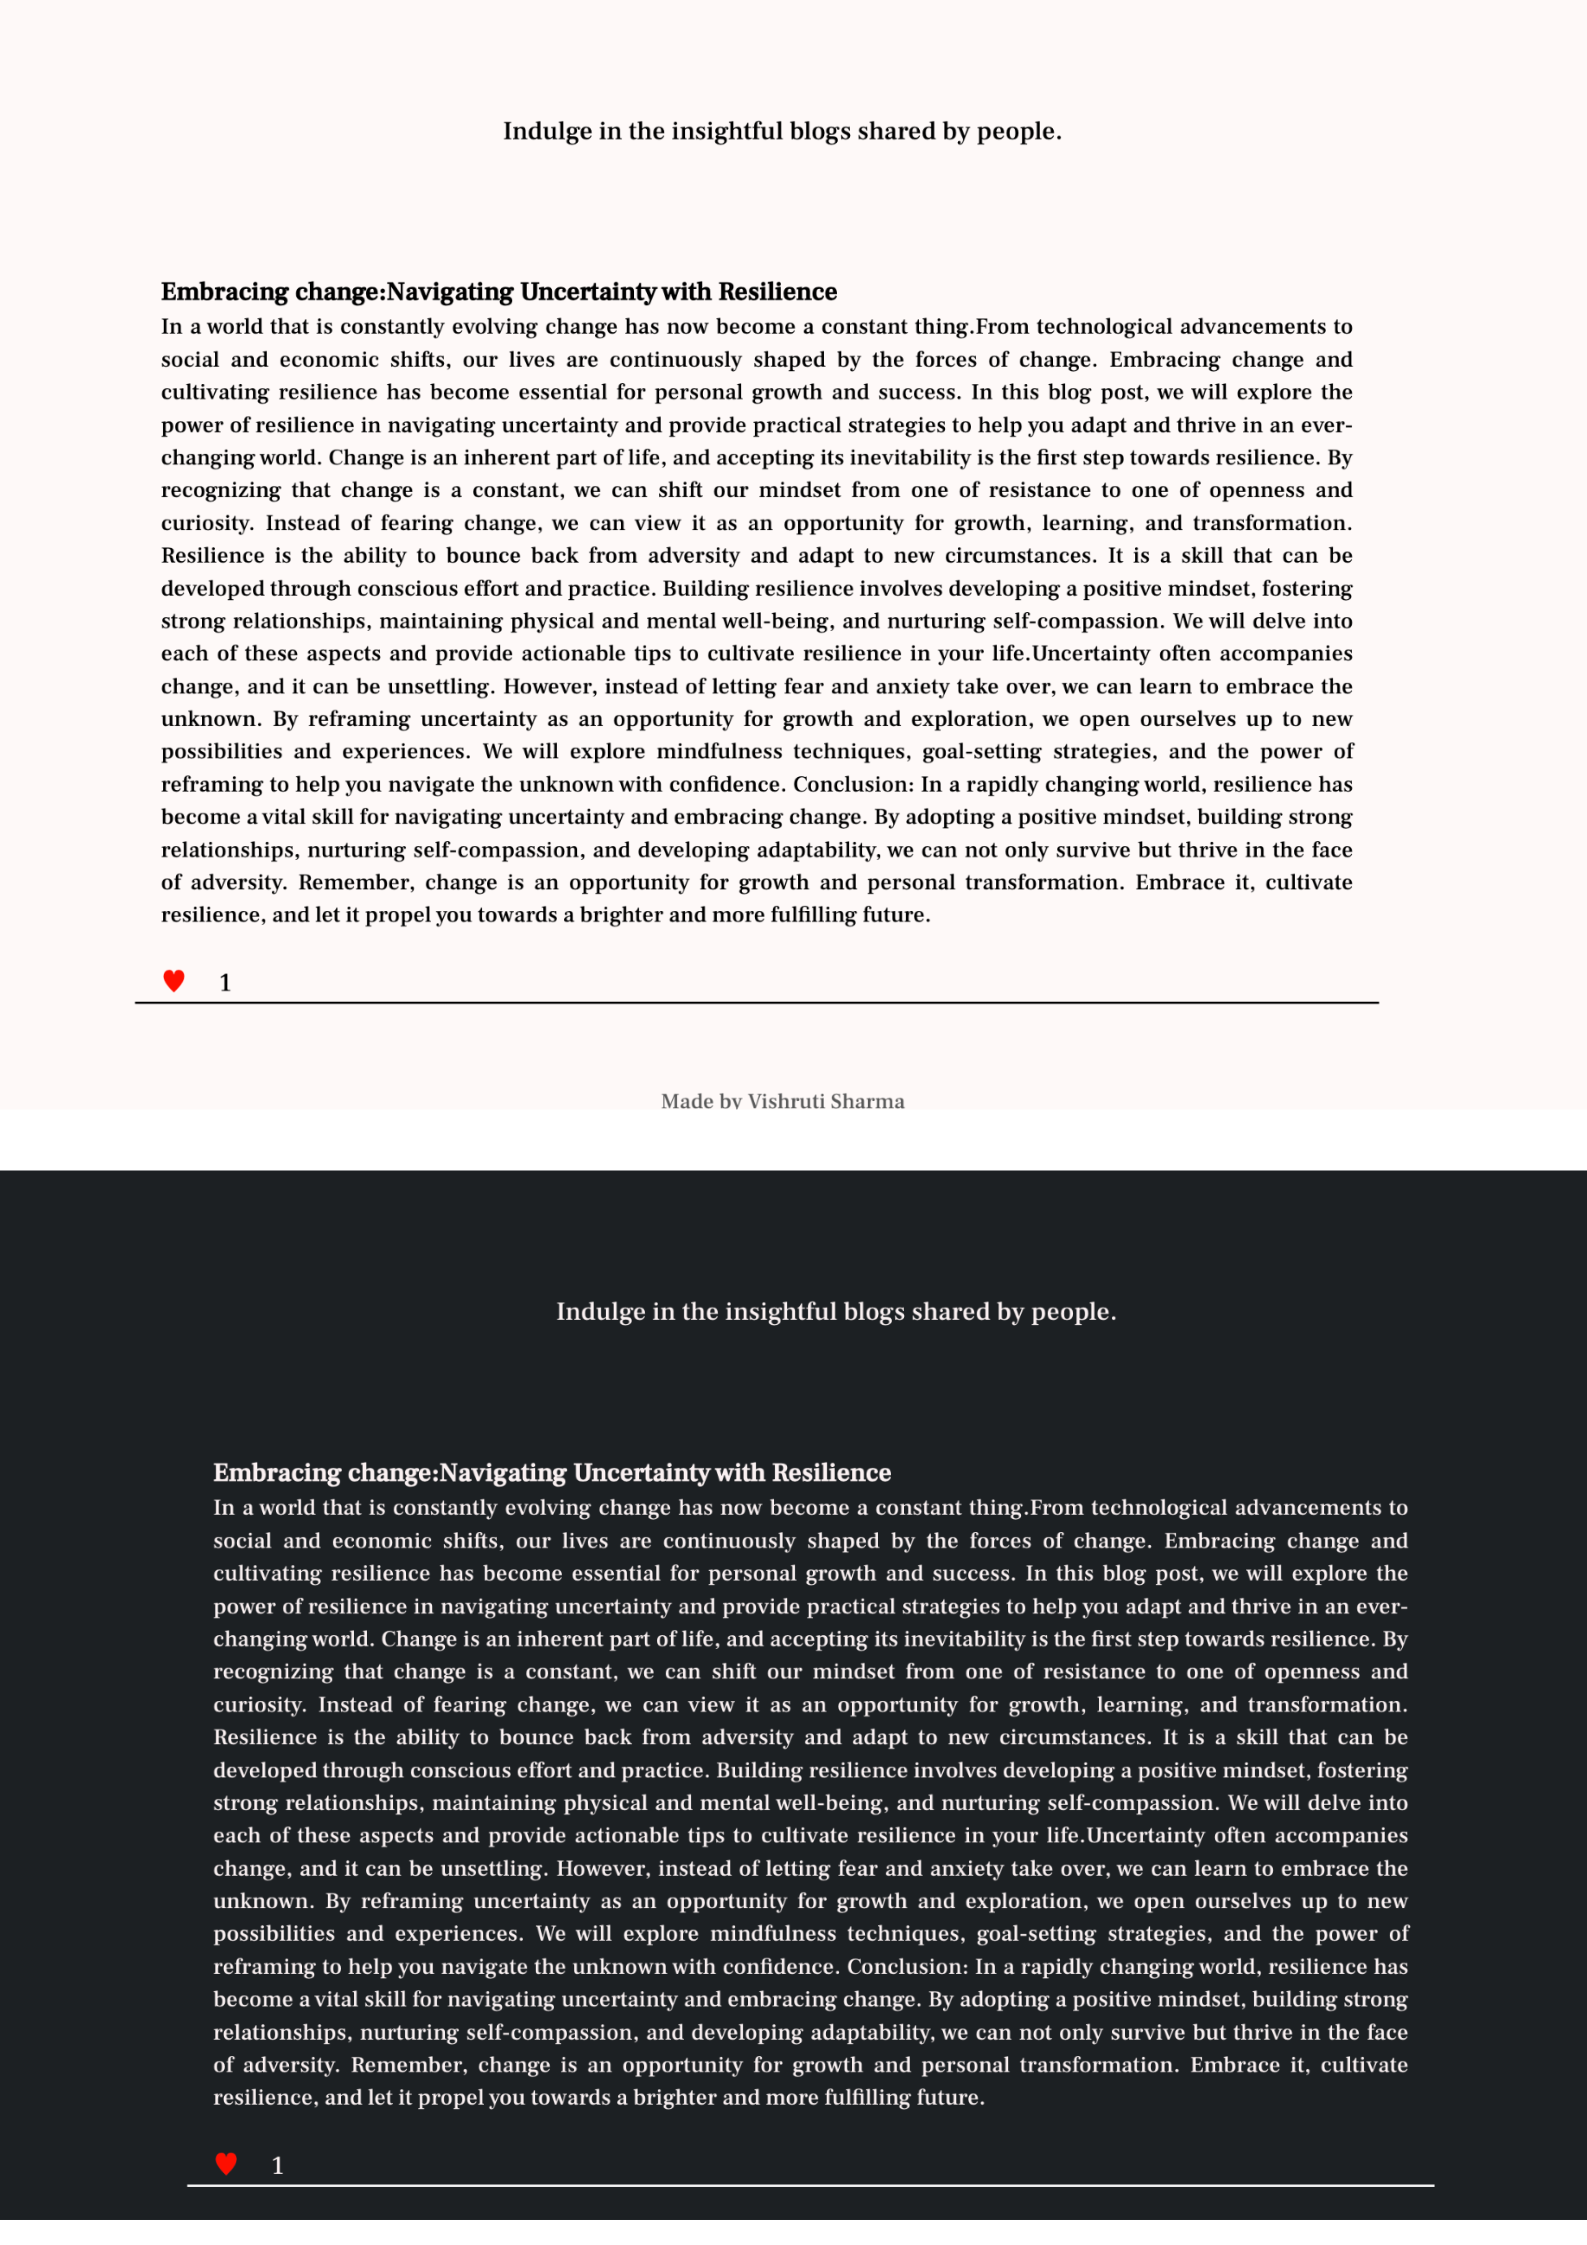 Indulge in the insightful blogs shared by people.
Embracing change:Navigating Uncertainty with Resilience
In a world that is constantly evolving change has now become a constant thing.From technological advancements to
social and economic shifts, our lives are continuously shaped by the forces of change. Embracing change and
cultivating resilience has become essential for personal growth and success. In this blog post, we will explore the
power of resilience in navigating uncertainty and provide practical strategies to help you adapt and thrive in an ever-
changing world. Change is an inherent part of life, and accepting its inevitability is the first step towards resilience. By
recognizing that change is a constant, we can shift our mindset from one of resistance to one of openness and
curiosity. Instead of fearing change, we can view it as an opportunity for growth, learning, and transformation.
Resilience is the ability to bounce back from adversity and adapt to new circumstances. It is a skill that can be
developed through conscious effort and practice. Building resilience involves developing a positive mindset, fostering
strong relationships, maintaining physical and mental well-being, and nurturing self-compassion. We will delve into
each of these aspects and provide actionable tips to cultivate resilience in your life.Uncertainty often accompanies
change, and it can be unsettling. However, instead of letting fear and anxiety take over, we can learn to embrace the
unknown. By reframing uncertainty as an opportunity for growth and exploration, we open ourselves up to new
possibilities and experiences. We will explore mindfulness techniques, goal-setting strategies, and the power of
reframing to help you navigate the unknown with confidence. Conclusion: In a rapidly changing world, resilience has
become a vital skill for navigating uncertainty and embracing change. By adopting a positive mindset, building strong
relationships, nurturing self-compassion, and developing adaptability, we can not only survive but thrive in the face
of adversity. Remember, change is an opportunity for growth and personal transformation. Embrace it, cultivate
resilience, and let it propel you towards a brighter and more fulfilling future.
1
Made by Vishruti Sharma
Indulge in the insightful blogs shared by people.
Embracing change:Navigating Uncertainty with Resilience
In a world that is constantly evolving change has now become a constant thing.From technological advancements to
social and economic shifts, our lives are continuously shaped by the forces of change. Embracing change and
cultivating resilience has become essential for personal growth and success. In this blog post, we will explore the
power of resilience in navigating uncertainty and provide practical strategies to help you adapt and thrive in an ever-
changing world. Change is an inherent part of life, and accepting its inevitability is the first step towards resilience. By
recognizing that change is a constant, we can shift our mindset from one of resistance to one of openness and
curiosity. Instead of fearing change, we can view it as an opportunity for growth, learning, and transformation.
Resilience is the ability to bounce back from adversity and adapt to new circumstances. It is a skill that can be
developed through conscious effort and practice. Building resilience involves developing a positive mindset, fostering
strong relationships, maintaining physical and mental well-being, and nurturing self-compassion. We will delve into
each of these aspects and provide actionable tips to cultivate resilience in your life.Uncertainty often accompanies
change, and it can be unsettling. However, instead of letting fear and anxiety take over, we can learn to embrace the
unknown. By reframing uncertainty as an opportunity for growth and exploration, we open ourselves up to new
possibilities and experiences. We will explore mindfulness techniques, goal-setting strategies, and the power of
reframing to help you navigate the unknown with confidence. Conclusion: In a rapidly changing world, resilience has
become a vital skill for navigating uncertainty and embracing change. By adopting a positive mindset, building strong
relationships, nurturing self-compassion, and developing adaptability, we can not only survive but thrive in the face
of adversity. Remember, change is an opportunity for growth and personal transformation. Embrace it, cultivate
resilience, and let it propel you towards a brighter and more fulfilling future.
1